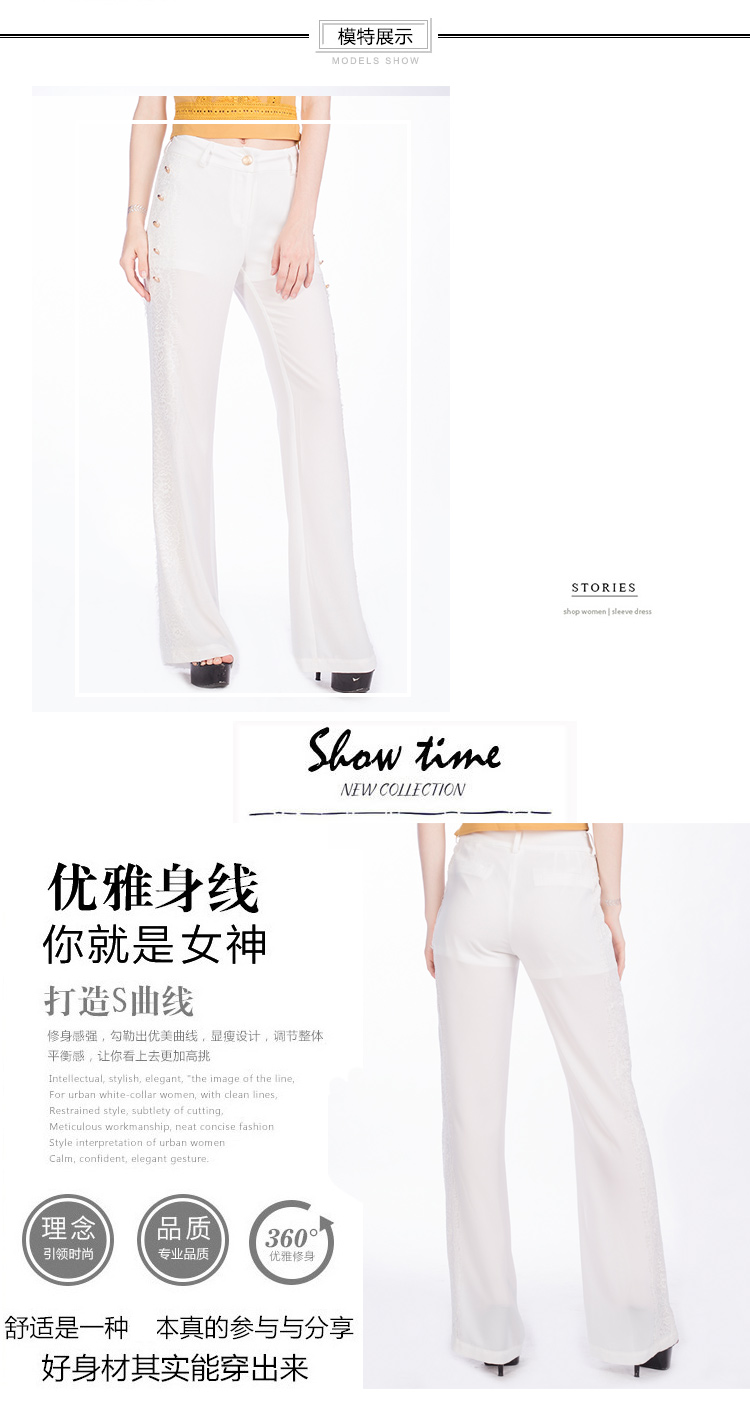 模特展示
MODELS SHOW
STORIES
shop women | sleeve dress
Show time
NEW COLLECTION
优雅身线
你就是女神
打造S曲线
修身感强，勾勒出优美曲线，显瘦设计，调节整体
平衡感，让你看上去更加高挑
Intellectual, stylish, elegant, "the image of the line,
For urban white-collar women, with clean lines,
Restrained style, subtlety of cutting,
Meticulous workmanship, neat concise fashion
Style interpretation of urban women
Calm, confident, elegant gesture.
理念
引领时尚
品质
专业品质
360°
优雅修身
舒适是一种 本真的参与与分享
好身材其实能穿出来